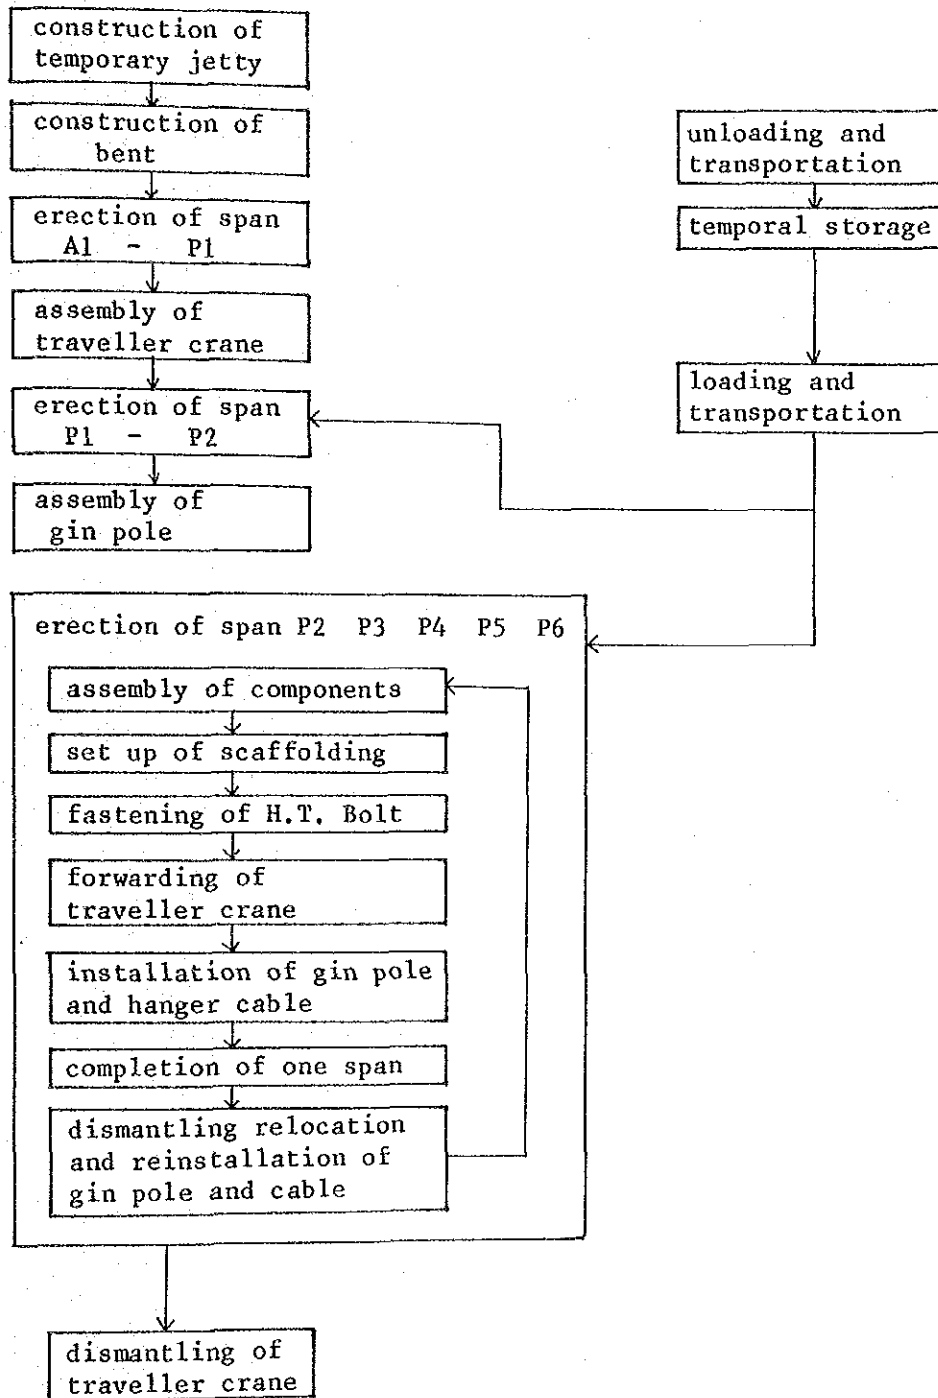 construction of
temporary jetty
construction of
bent
erection of span
A1 - P1
assembly of
traveller crane
erection of span
P1 - P2
assembly of
gin pole
unloading and
transportation
temporal storage
loading and
transportation
erection of span P2 P3 P4 P5 P6
assembly of components
set up of scaffolding
fastening of H.T. Bolt
forwarding of
traveller crane
installation of gin pole
and hanger cable
completion of one span
dismantling relocation
and reinstallation of
gin pole and cable
dismantling of
traveller crane